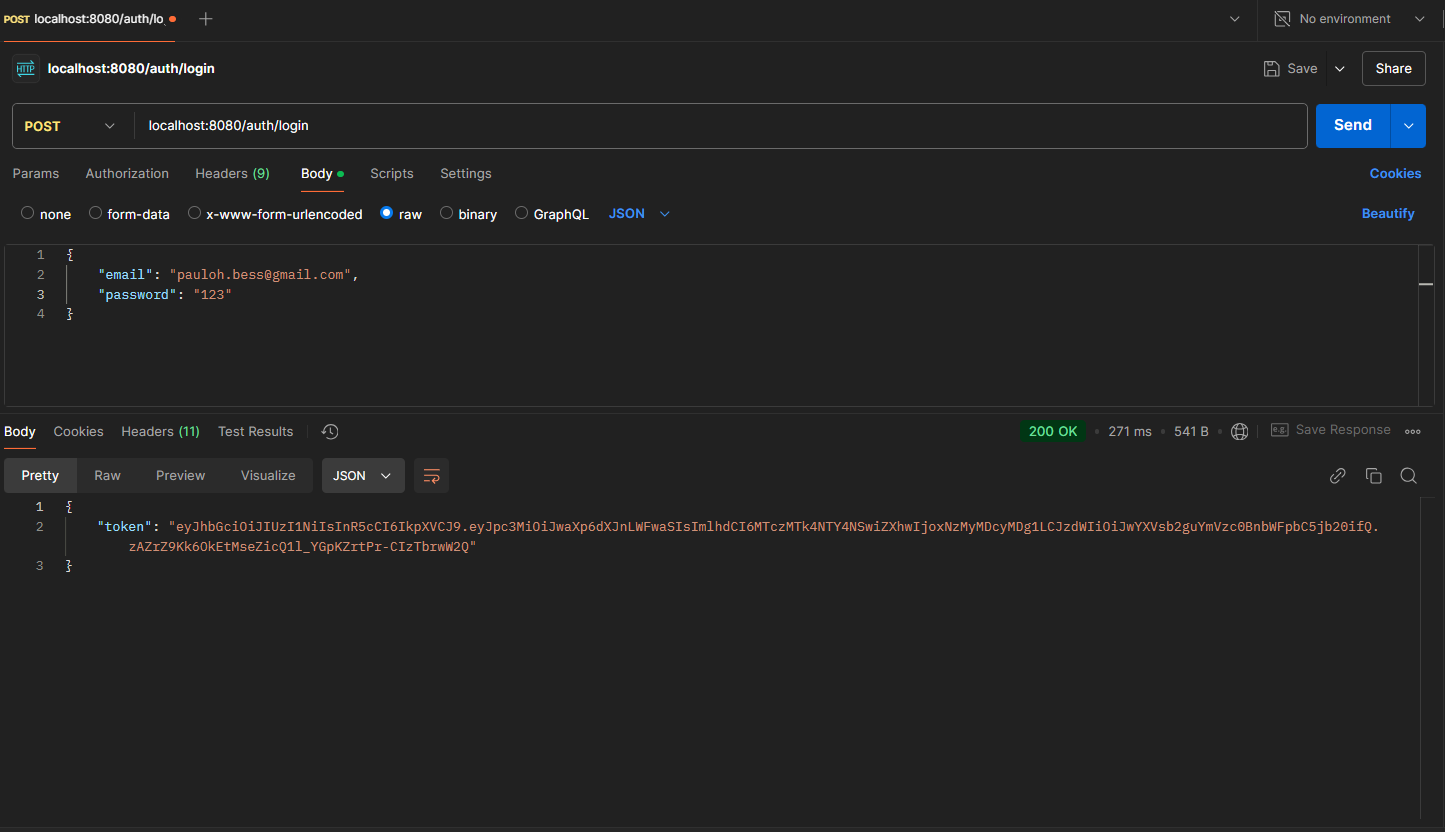 POST localhost:8080/auth/lo
No environment
HTTP localhost:8080/auth/login
Save
Share
POST localhost:8080/auth/login
Send
Params Authorization Headers (9) Body Scripts Settings
Cookies
none form-data x-www-form-urlencoded raw binary GraphQL JSON
Beautify
1 {
2 "email": "pauloh.bess@gmail.com",
3 "password": "123"
4 }
Body Cookies Headers (11) Test Results
200 OK 271 ms 541 B e.g. Save Response
Pretty Raw Preview Visualize JSON
1 {
2 "token": "eyJhbGciOiJIUzI1NiIsInR5cCI6IkpXVCJ9.eyJpc3MiOiJwaXp6dXJnLWFwaSIsImlhdCI6MTczMTk4NTY4NSwiZXhwIjoxNzMyMDcyMDg1LCJzdWIiOiJwYXVsb2guYmVzc0BnbWFpbC5jb20ifQ.
zAZrZ9Kk6OkEtMseZicQ1l_YGpKZrtPr-CIzTbrwW2Q"
3 }